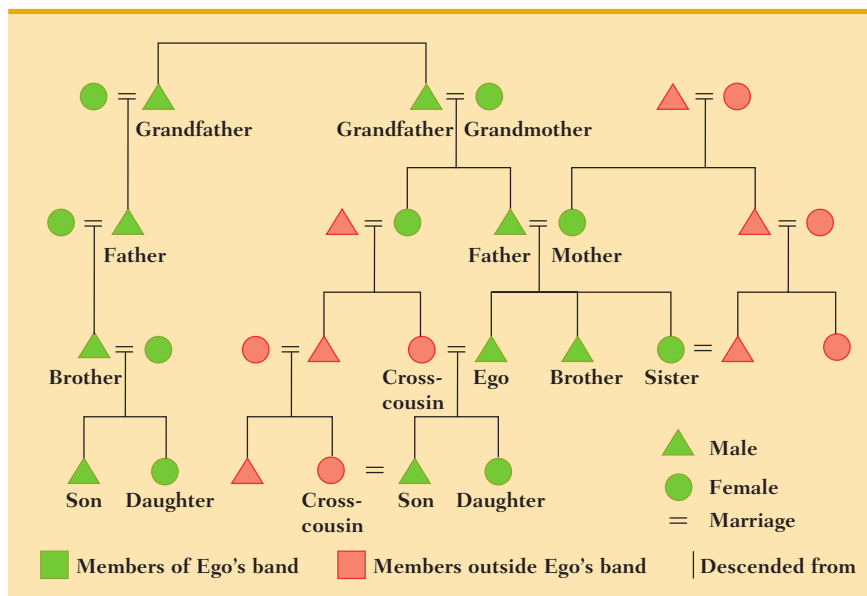 Grandfather
Grandfather Grandmother
Father
Father Mother
Brother
Cross-
cousin
Ego
Brother
Sister
Son
Daughter
Cross-
cousin
Son
Daughter
Male
Female
= Marriage
Members of Ego's band
Members outside Ego's band
Descended from